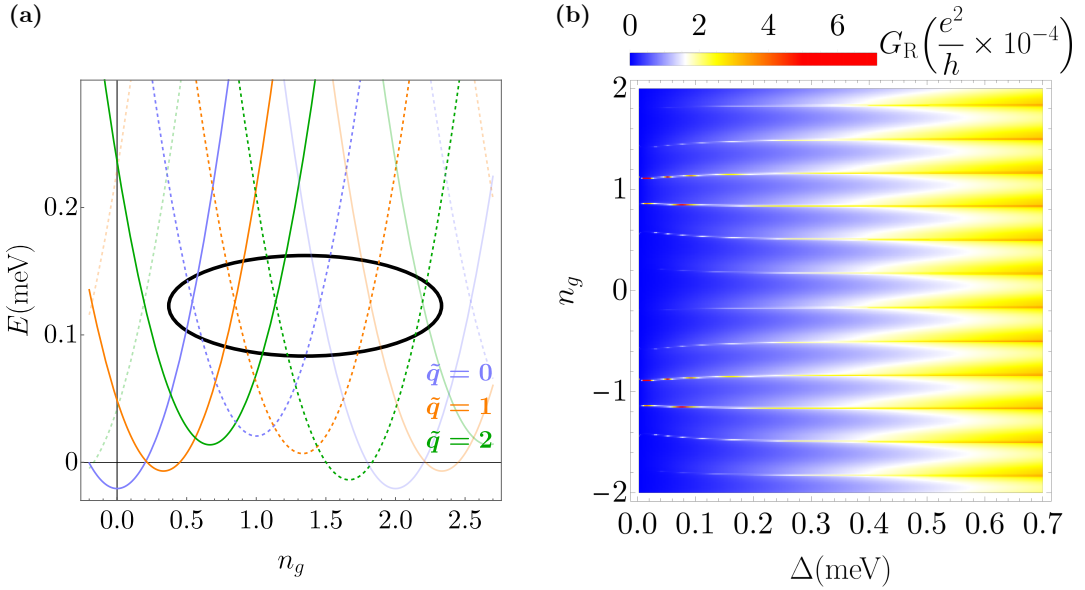 (a)
E(meV)
0.2
0.1
0
0.0 0.5 1.0 1.5 2.0 2.5
n_g
q̃ = 0
q̃ = 1
q̃ = 2
(b)
0 2 4 6
G_R(e^2/h × 10^-4)
n_g
2
1
0
−1
−2
0.0 0.1 0.2 0.3 0.4 0.5 0.6 0.7
Δ(meV)